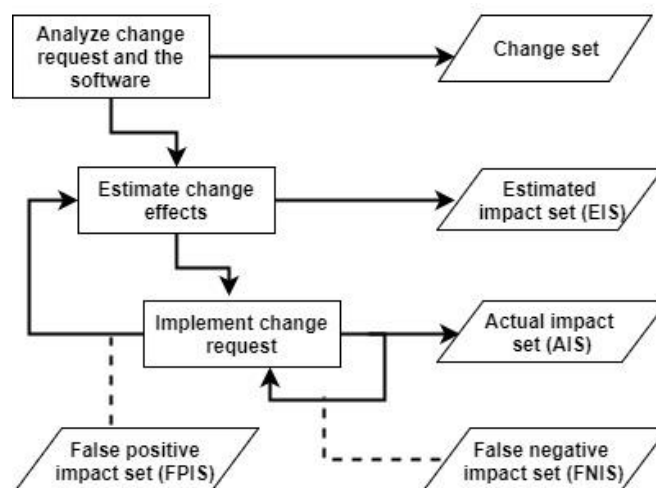 Analyze change
request and the
software
Change set
Estimate change
effects
Estimated
impact set (EIS)
Implement change
request
Actual impact
set (AIS)
False positive
impact set (FPIS)
False negative
impact set (FNIS)